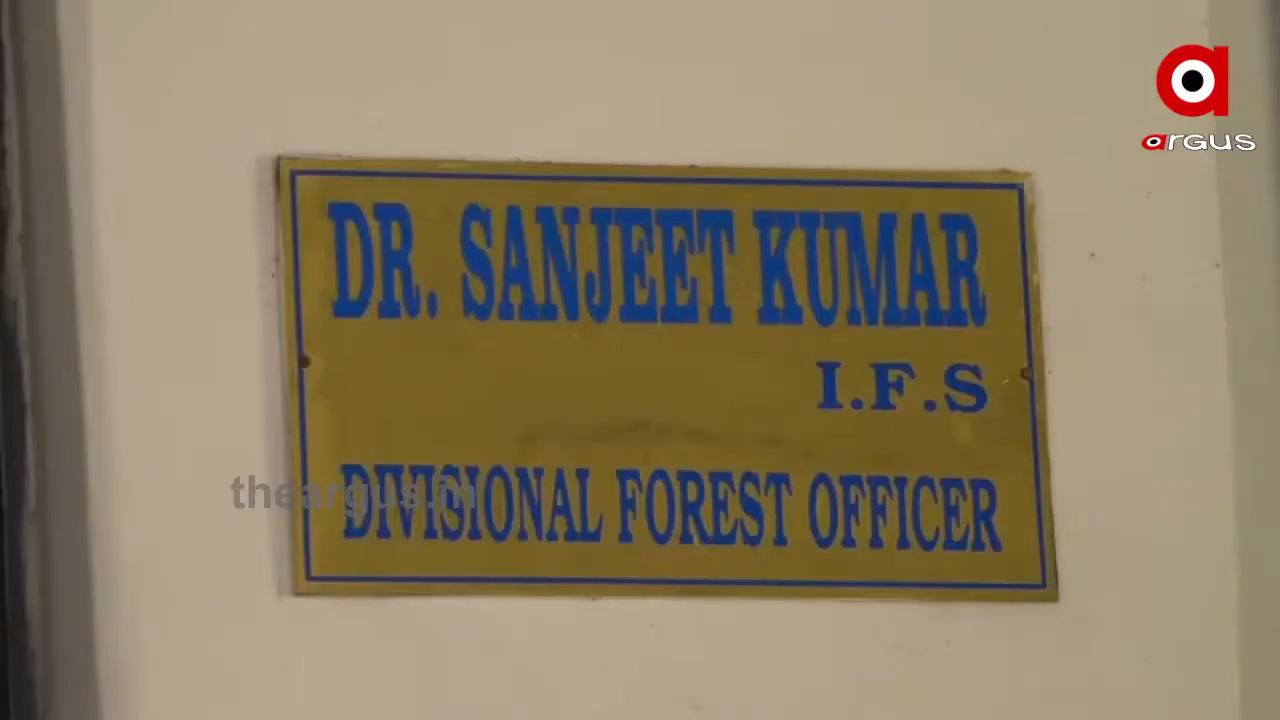 argus
DR. SANJEET KUMAR
I.F.S
DIVISIONAL FOREST OFFICER
theargus.in